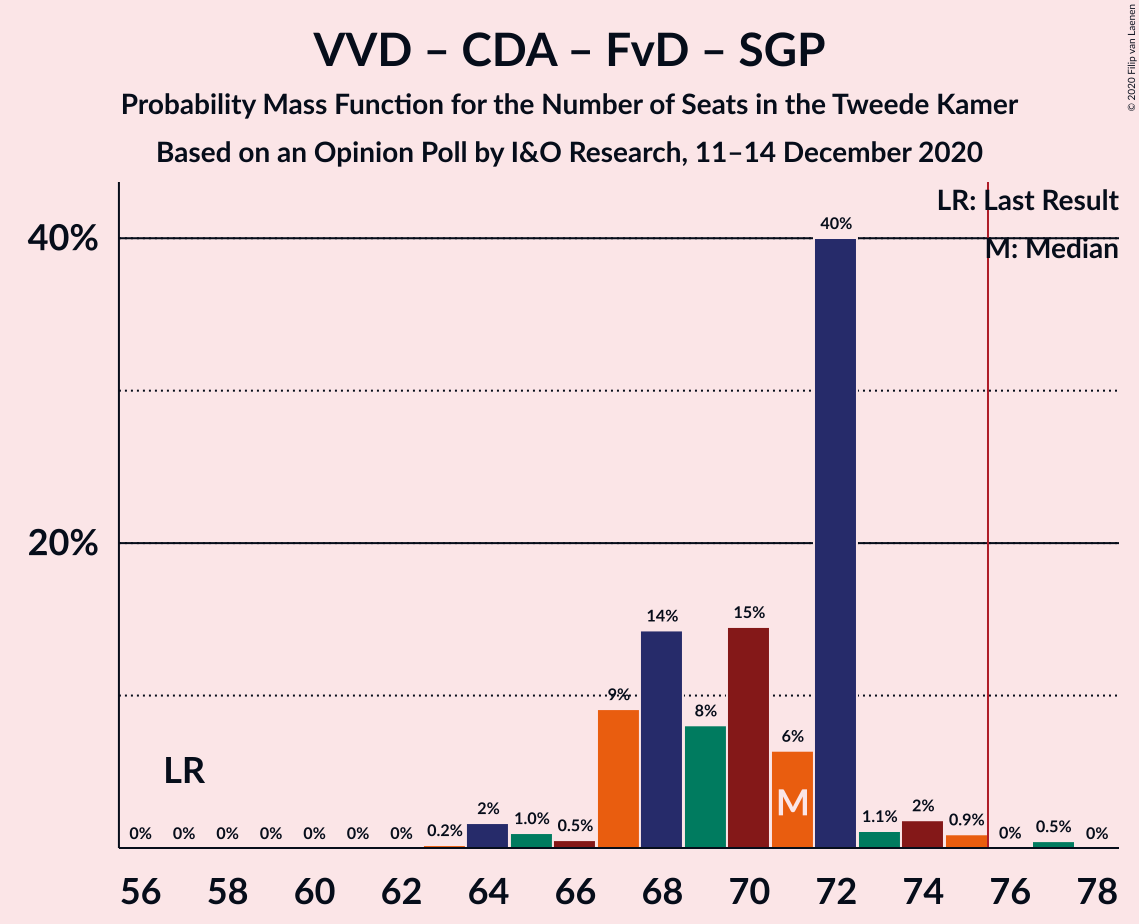 VVD – CDA – FvD – SGP
Probability Mass Function for the Number of Seats in the Tweede Kamer
Based on an Opinion Poll by I&O Research, 11–14 December 2020
© 2020 Filip van Laenen
LR: Last Result
M: Median
40%
20%
40%
15%
14%
9%
8%
6%
M
LR
0% 0% 0% 0% 0% 0% 0% 0.2% 2% 1.0% 0.5% 1.1% 2% 0.9% 0% 0.5% 0%
56 58 60 62 64 66 68 70 72 74 76 78